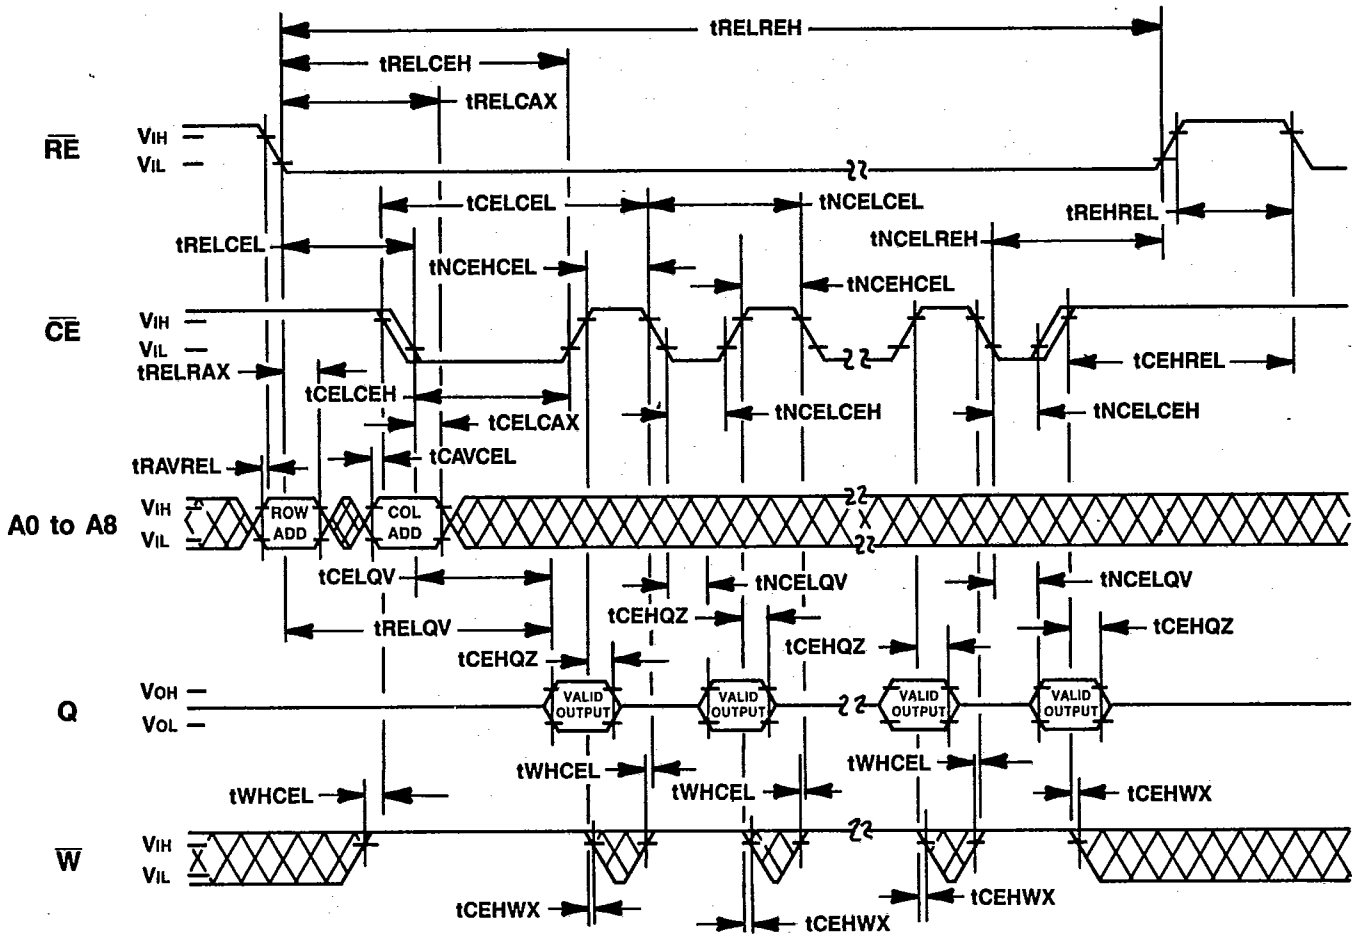 tRELREH
tRELCEH
tRELCAX
RE
VIH
VIL
tCELCEL
tNCELCEL
tREHREL
tRELCEL
tNCELREH
tNCEHCEL
tNCEHCEL
CE
VIH
VIL
tRELRAX
tCEHREL
tCELCEH
tCELCAX
tNCELCEH
tNCELCEH
tRAVREL
tCAVCEL
A0 to A8
VIH
VIL
ROW
ADD
COL
ADD
tCELQV
tNCELQV
tNCELQV
tCEHQZ
tRELQV
tCEHQZ
tCEHQZ
tCEHQZ
Q
VOH
VOL
VALID
OUTPUT
VALID
OUTPUT
VALID
OUTPUT
VALID
OUTPUT
tWHCEL
tWHCEL
tWHCEL
tWHCEL
tCEHWX
W
VIH
VIL
tCEHWX
tCEHWX
tCEHWX